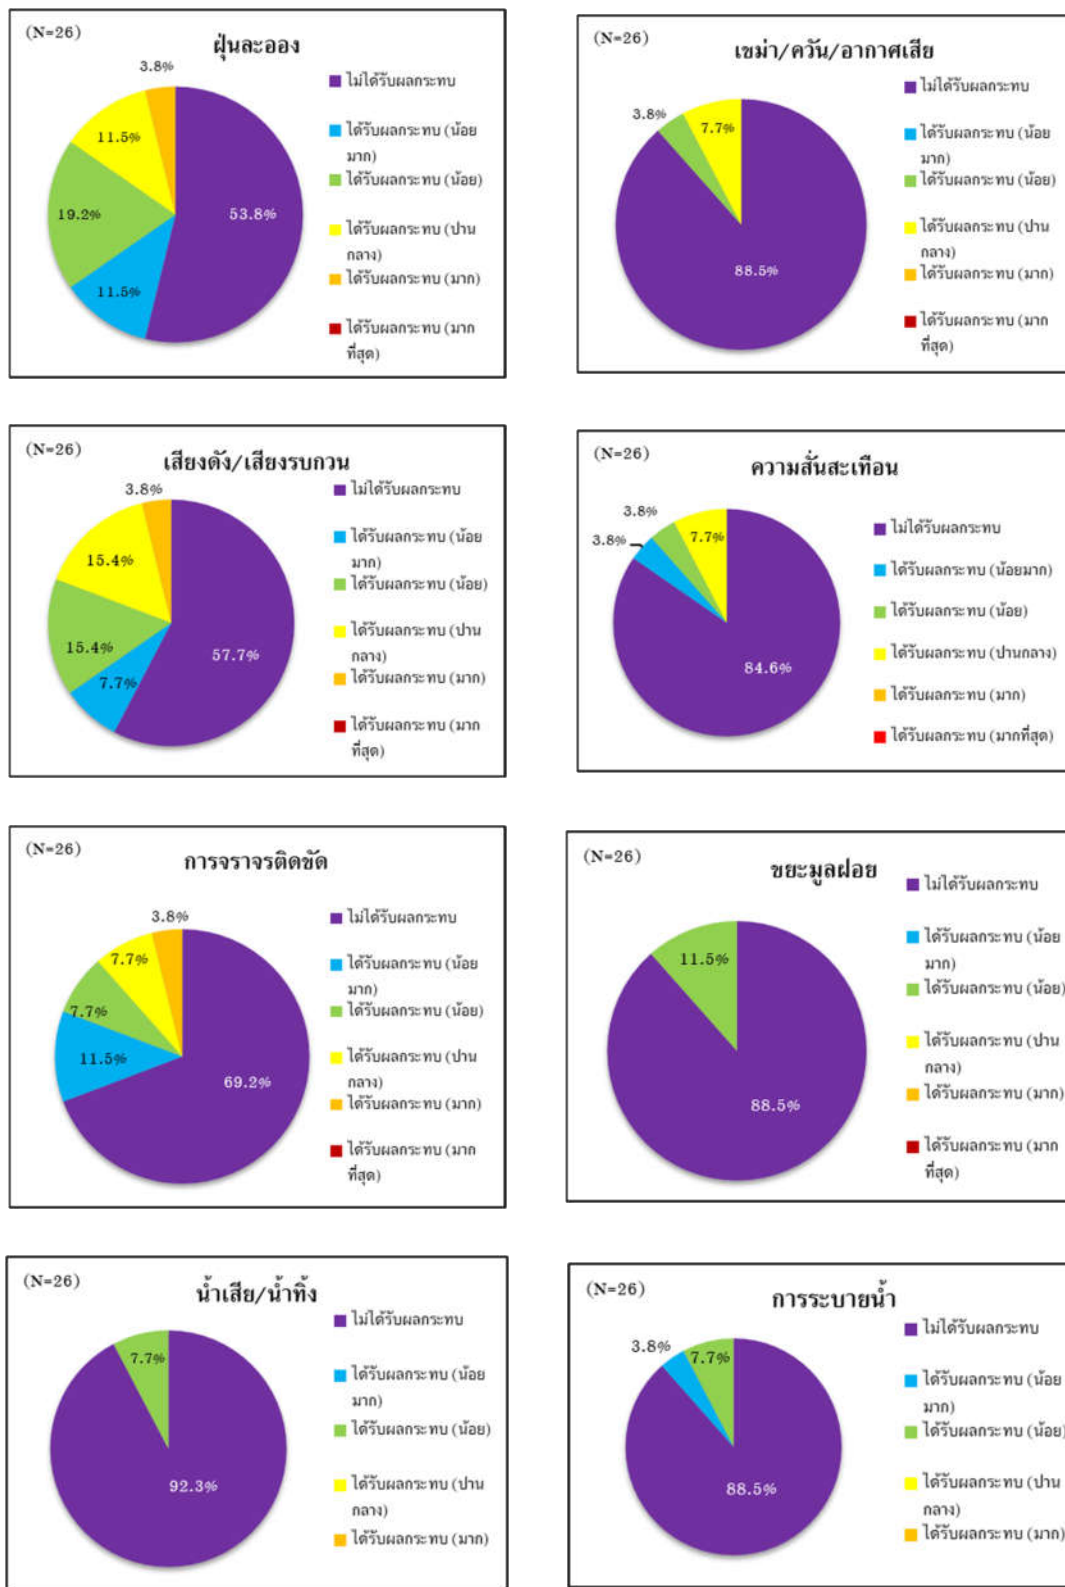 (N=26)
ฝุ่นละออง
3.8%
11.5%
19.2%
11.5%
53.8%
ไม่ได้รับผลกระทบ
ได้รับผลกระทบ (น้อย
มาก)
ได้รับผลกระทบ (น้อย)
ได้รับผลกระทบ (ปาน
กลาง)
ได้รับผลกระทบ (มาก)
ได้รับผลกระทบ (มาก
ที่สุด)
(N=26)
เขม่า/ควัน/อากาศเสีย
3.8%
7.7%
88.5%
ไม่ได้รับผลกระทบ
ได้รับผลกระทบ (น้อย
มาก)
ได้รับผลกระทบ (น้อย)
ได้รับผลกระทบ (ปาน
กลาง)
ได้รับผลกระทบ (มาก)
ได้รับผลกระทบ (มาก
ที่สุด)
(N=26)
เสียงดัง/เสียงรบกวน
3.8%
15.4%
15.4%
7.7%
57.7%
ไม่ได้รับผลกระทบ
ได้รับผลกระทบ (น้อย
มาก)
ได้รับผลกระทบ (น้อย)
ได้รับผลกระทบ (ปาน
กลาง)
ได้รับผลกระทบ (มาก)
ได้รับผลกระทบ (มาก
ที่สุด)
(N=26)
ความสั่นสะเทือน
3.8%
3.8%
7.7%
84.6%
ไม่ได้รับผลกระทบ
ได้รับผลกระทบ (น้อยมาก)
ได้รับผลกระทบ (น้อย)
ได้รับผลกระทบ (ปานกลาง)
ได้รับผลกระทบ (มาก)
ได้รับผลกระทบ (มากที่สุด)
(N=26)
การจราจรติดขัด
3.8%
7.7%
7.7%
11.5%
69.2%
ไม่ได้รับผลกระทบ
ได้รับผลกระทบ (น้อย
มาก)
ได้รับผลกระทบ (น้อย)
ได้รับผลกระทบ (ปาน
กลาง)
ได้รับผลกระทบ (มาก)
ได้รับผลกระทบ (มาก
ที่สุด)
(N=26)
ขยะมูลฝอย
11.5%
88.5%
ไม่ได้รับผลกระทบ
ได้รับผลกระทบ (น้อย
มาก)
ได้รับผลกระทบ (น้อย)
ได้รับผลกระทบ (ปาน
กลาง)
ได้รับผลกระทบ (มาก)
ได้รับผลกระทบ (มาก
ที่สุด)
(N=26)
น้ำเสีย/น้ำทิ้ง
7.7%
92.3%
ไม่ได้รับผลกระทบ
ได้รับผลกระทบ (น้อย
มาก)
ได้รับผลกระทบ (น้อย)
ได้รับผลกระทบ (ปาน
กลาง)
ได้รับผลกระทบ (มาก)
(N=26)
การระบายน้ำ
3.8%
7.7%
88.5%
ไม่ได้รับผลกระทบ
ได้รับผลกระทบ (น้อย
มาก)
ได้รับผลกระทบ (น้อย)
ได้รับผลกระทบ (ปาน
กลาง)
ได้รับผลกระทบ (มาก)